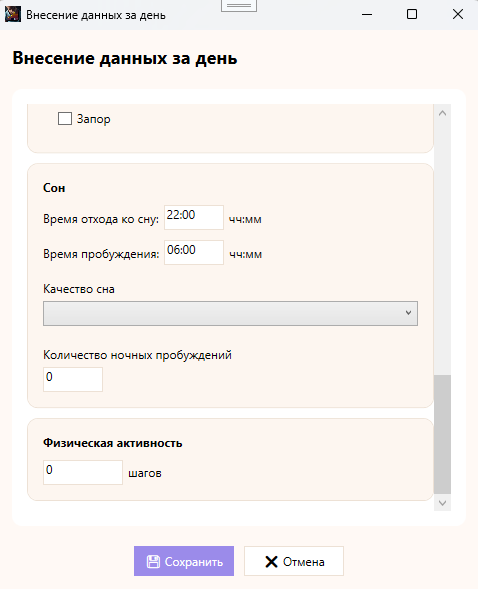 Внесение данных за день
Внесение данных за день
Запор
Сон
Время отхода ко сну: 22:00 чч:мм
Время пробуждения: 06:00 чч:мм
Качество сна
Количество ночных пробуждений
0
Физическая активность
0 шагов
Сохранить Отмена